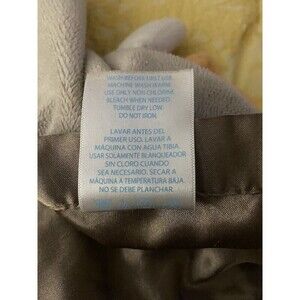 WASH BEFORE FIRST USE.
MACHINE WASH WARM.
USE ONLY NON CHLORINE
BLEACH WHEN NEEDED.
TUMBLE DRY LOW.
DO NOT IRON.
LAVAR ANTES DEL
PRIMER USO. LAVAR A
MÁQUINA CON AGUA TIBIA.
USAR SOLAMENTE BLANQUEADOR
SIN CLORO CUANDO
SEA NECESARIO. SECAR A
MÁQUINA A TEMPERATURA BAJA.
NO SE DEBE PLANCHAR.